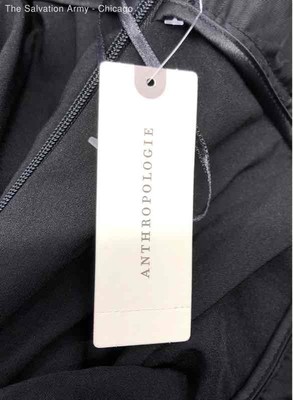 The Salvation Army - Chicago
ANTHROPOLOGIE